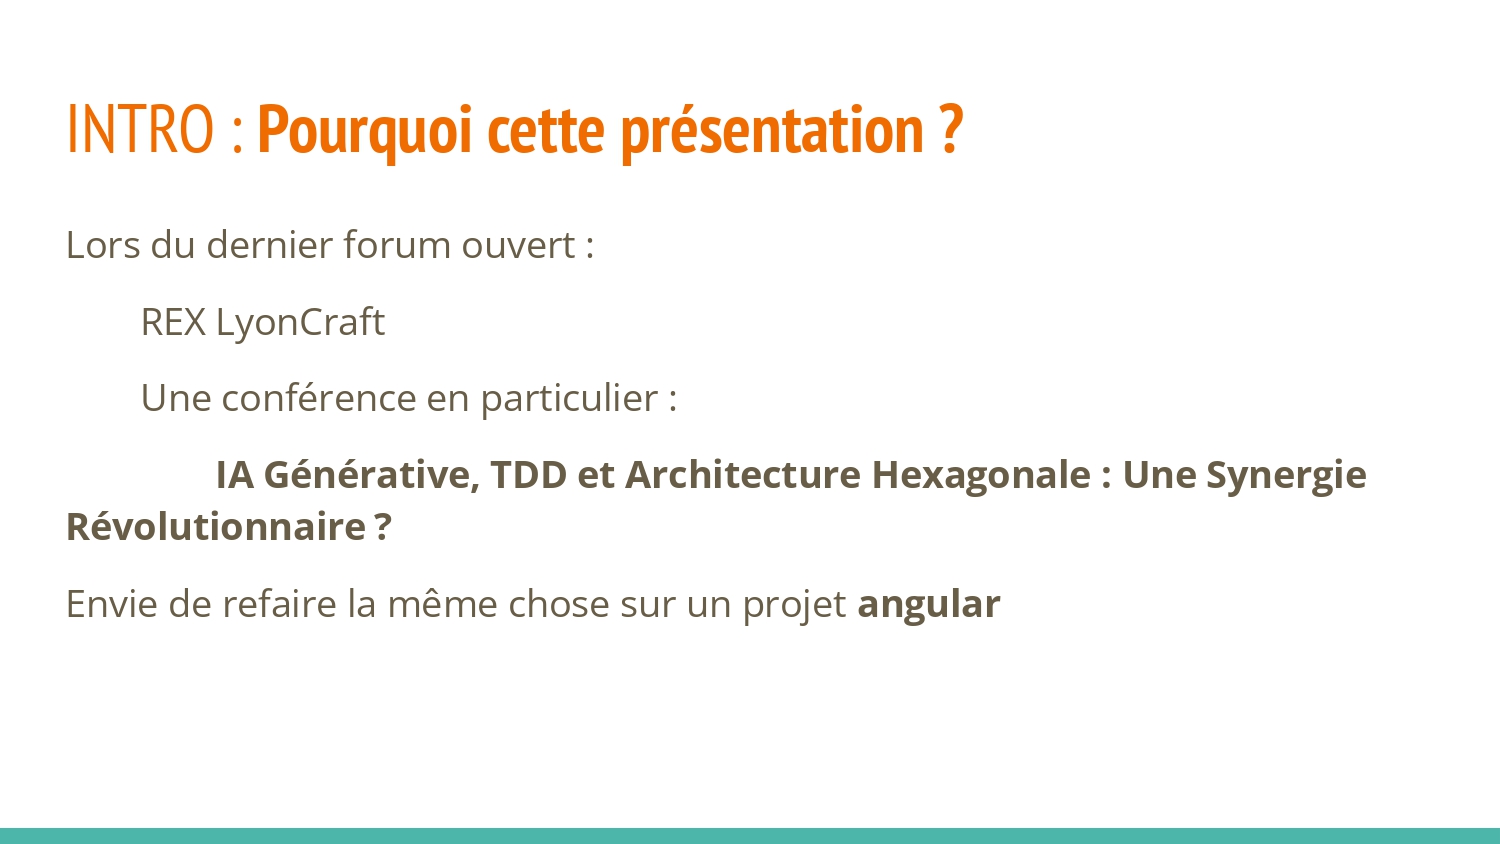 INTRO : Pourquoi cette présentation ?
Lors du dernier forum ouvert :
REX LyonCraft
Une conférence en particulier :
IA Générative, TDD et Architecture Hexagonale : Une Synergie
Révolutionnaire ?
Envie de refaire la même chose sur un projet angular